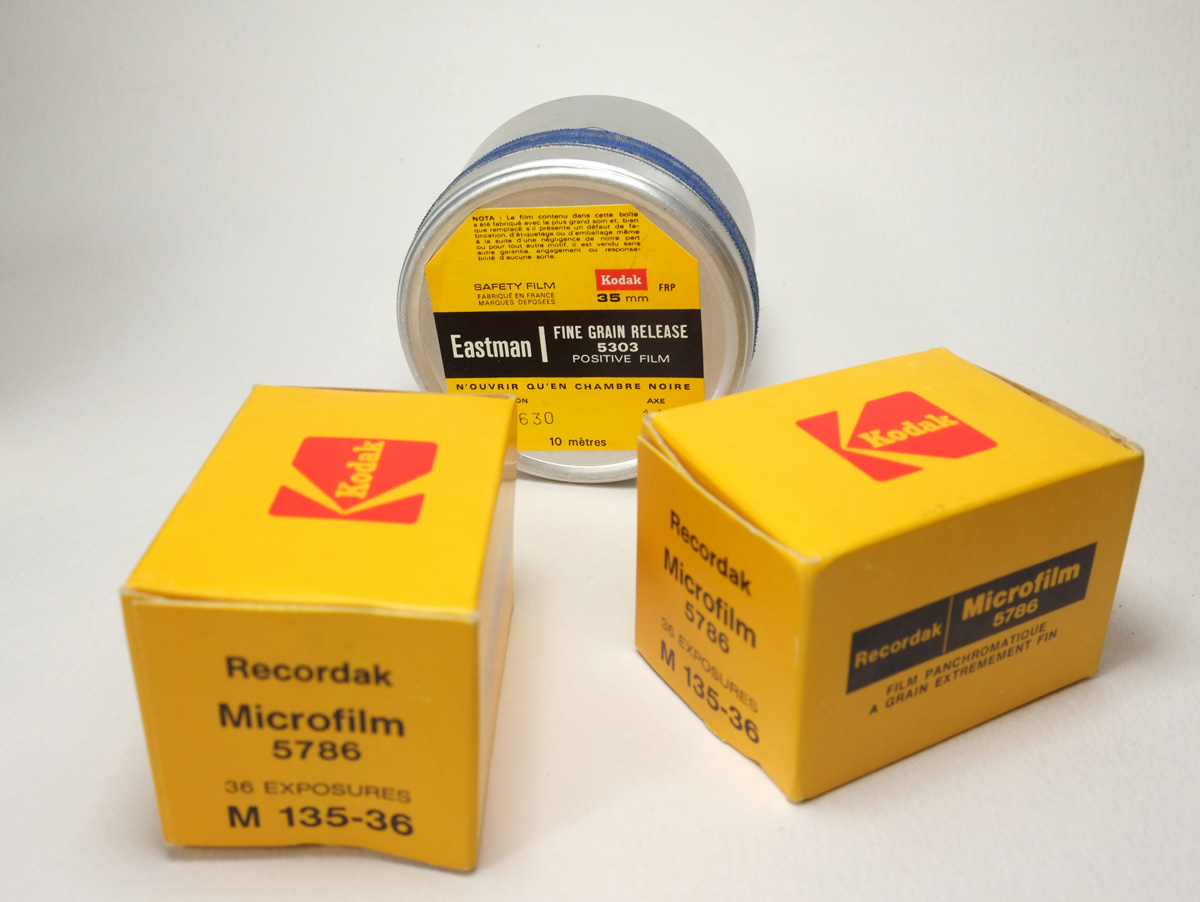 NOTA : Le film contenu dans cette boîte
a été fabriqué avec le plus grand soin et, bien
que remplacé s'il présente un défaut de fa-
brication, d'étiquetage ou d'emballage même
à la suite d'une négligence de notre part
ou pour tout autre motif, il est vendu sans
autre garantie, engagement ou responsa-
bilité d'aucune sorte.
SAFETY FILM
FABRIQUÉ EN FRANCE
MARQUES DEPOSÉES
Kodak
35 mm
FRP
Eastman
FINE GRAIN RELEASE
5303
POSITIVE FILM
N'OUVRIR QU'EN CHAMBRE NOIRE
ON
AXE
630
10 mètres
Kodak
Recordak
Microfilm
5786
36 EXPOSURES
M 135-36
Kodak
Recordak
Microfilm
5786
36 EXPOSURES
M 135-36
Recordak
Microfilm
5786
FILM PANCHROMATIQUE
A GRAIN EXTREMEMENT FIN